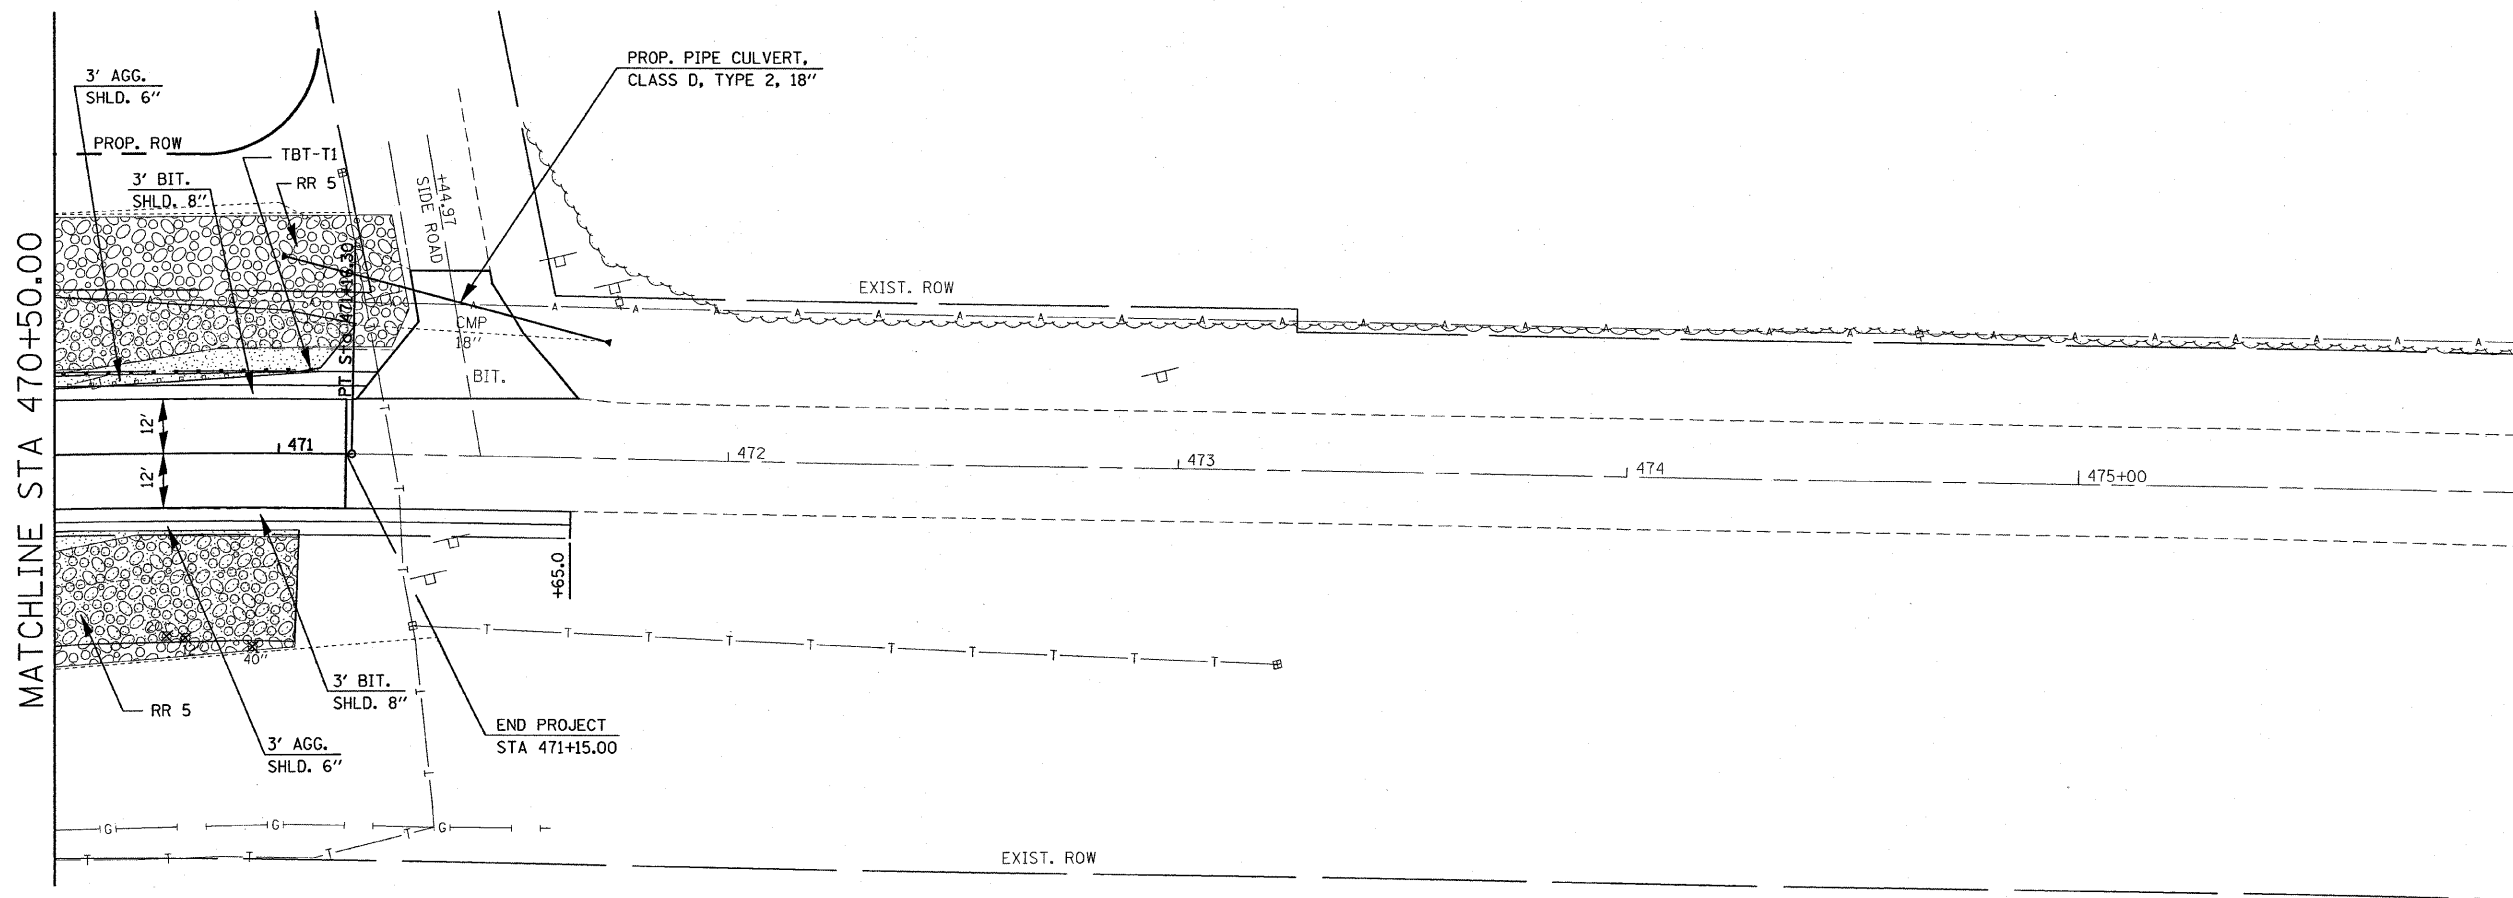 PROP. PIPE CULVERT,
CLASS D, TYPE 2, 18"
3' AGG.
SHLD. 6"
PROP. ROW
TBT-T1
3' BIT.
SHLD. 8"
RR 5
+44.97
SIDE ROAD
PT Sta 471+16.30
EXIST. ROW
A A A A A A A A A A A A A A A A A A A A A A A A
CMP
18"
BIT.
MATCHLINE STA 470+50.00
12'
12'
471
472
473
474
475+00
+65.0
T T T T T T T T T T
40"
3' BIT.
SHLD. 8"
RR 5
3' AGG.
SHLD. 6"
END PROJECT
STA 471+15.00
G G G
T T T T T
EXIST. ROW